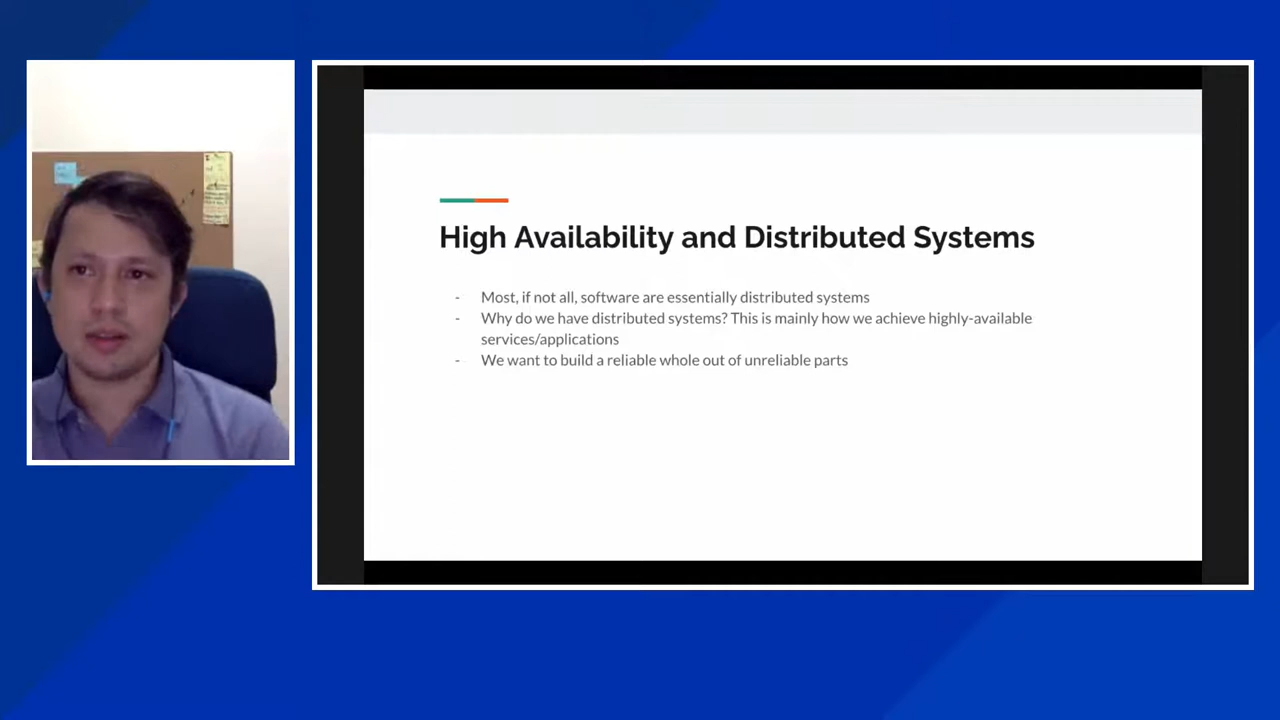 High Availability and Distributed Systems
- Most, if not all, software are essentially distributed systems
- Why do we have distributed systems? This is mainly how we achieve highly-available
services/applications
- We want to build a reliable whole out of unreliable parts